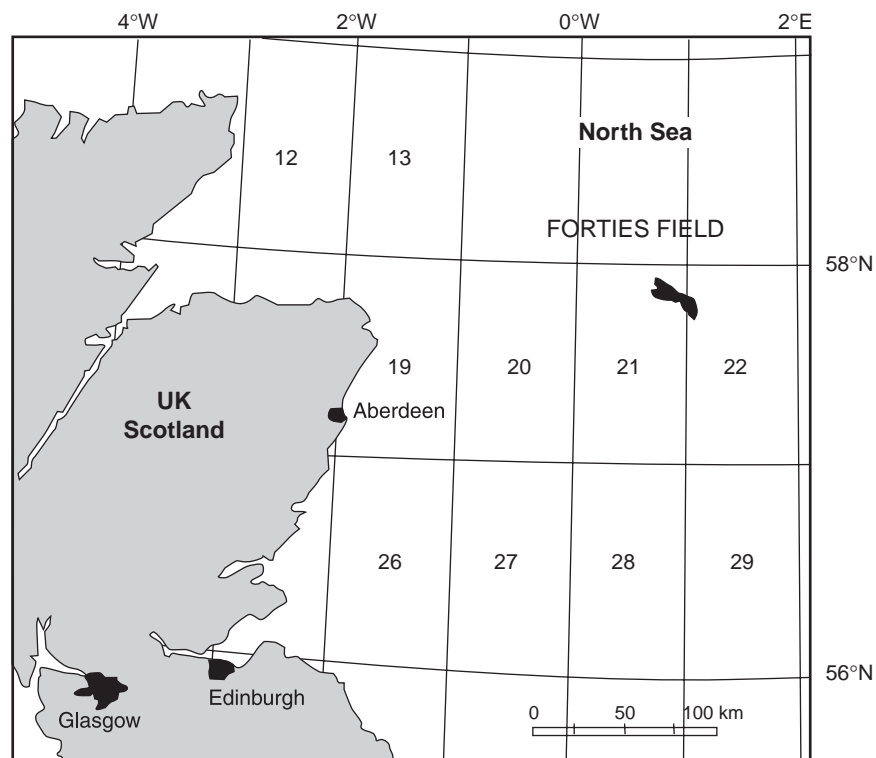 4°W
2°W
0°W
2°E
12
13
North Sea
FORTIES FIELD
58°N
19
20
21
22
UK
Scotland
Aberdeen
26
27
28
29
56°N
Edinburgh
Glasgow
0
50
100 km